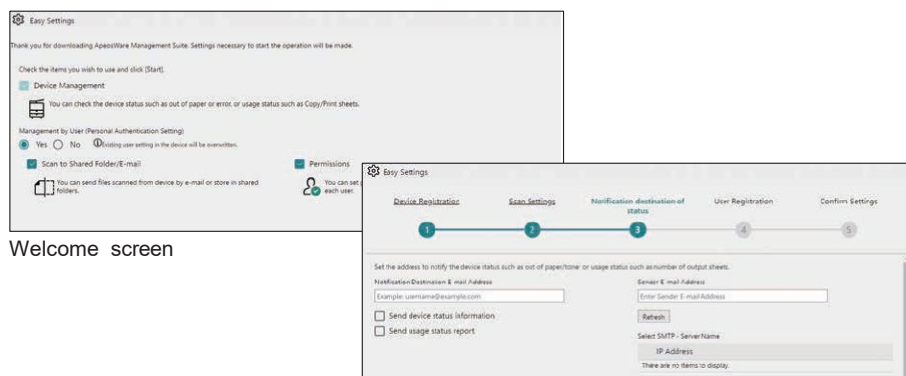 Easy Settings
Thank you for downloading ApeosWare Management Suite. Settings necessary to start the operation will be made.
Check the items you wish to use and click [Start].
Device Management
You can check the device status such as out of paper or error, or usage status such as Copy/Print sheets.
Management by User (Personal Authentication Setting)
Yes No Existing user setting in the device will be overwritten.
Scan to Shared Folder/E-mail
You can send files scanned from device by e-mail or store in shared
folders.
Permissions
You can set
each user.
Welcome screen
Easy Settings
Device Registration
Scan Settings
Notification destination of
status
User Registration
Confirm Settings
1 2 3 4 5
Set the address to notify the device status such as out of paper/toner or usage status such as number of output sheets.
Notification Destination E-mail Address
Example: username@example.com
Send device status information
Send usage status report
Sender E-mail Address
Enter Sender E-mail Address
Refresh
Select SMTP - Server Name
IP Address
There are no items to display.